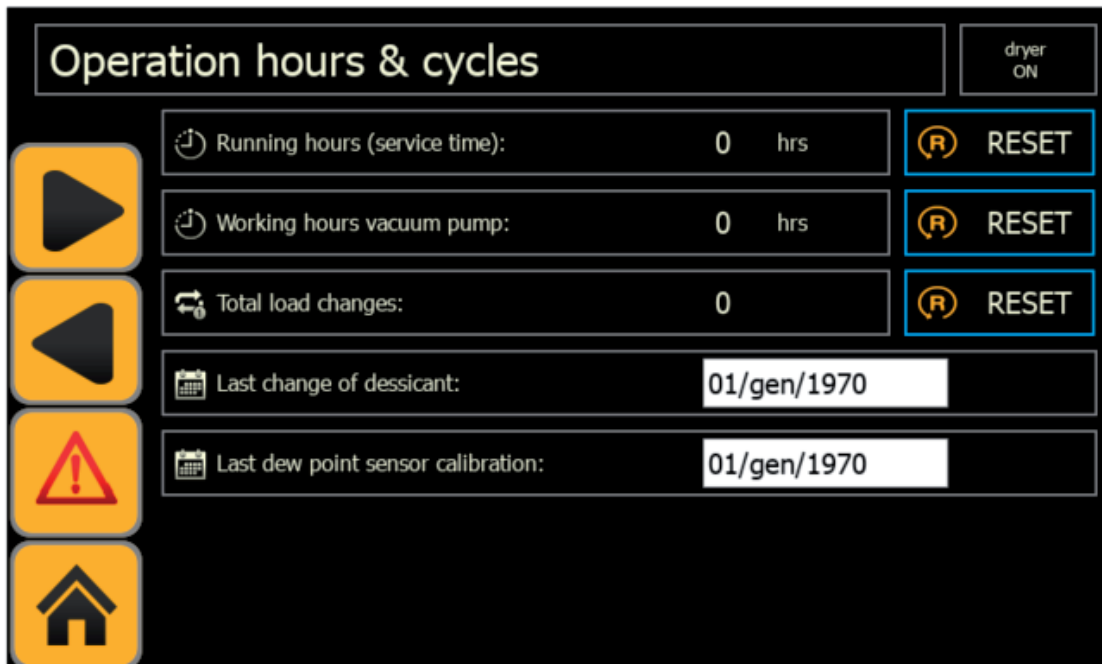 Operation hours & cycles
dryer
ON
Running hours (service time): 0 hrs
R RESET
Working hours vacuum pump: 0 hrs
R RESET
Total load changes: 0
R RESET
Last change of dessicant: 01/gen/1970
Last dew point sensor calibration: 01/gen/1970